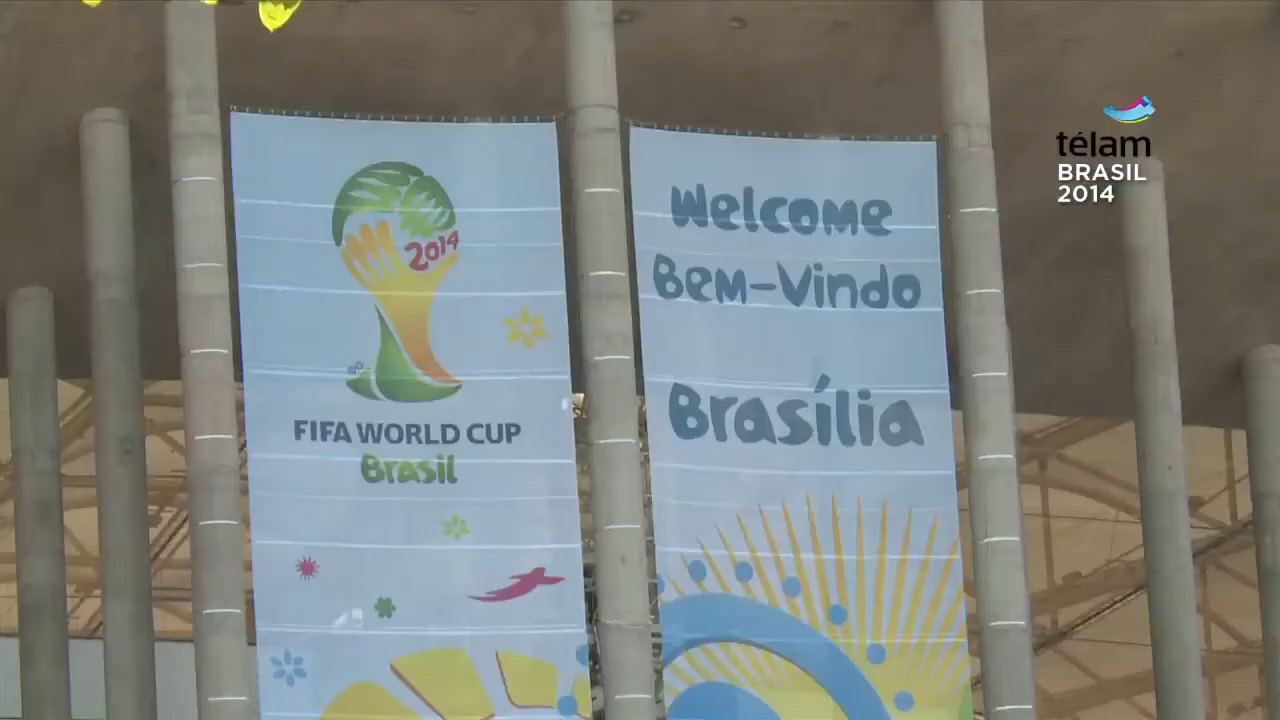 2014
FIFA WORLD CUP
Brasil
Welcome
Bem-Vindo
Brasília
télam
BRASIL
2014